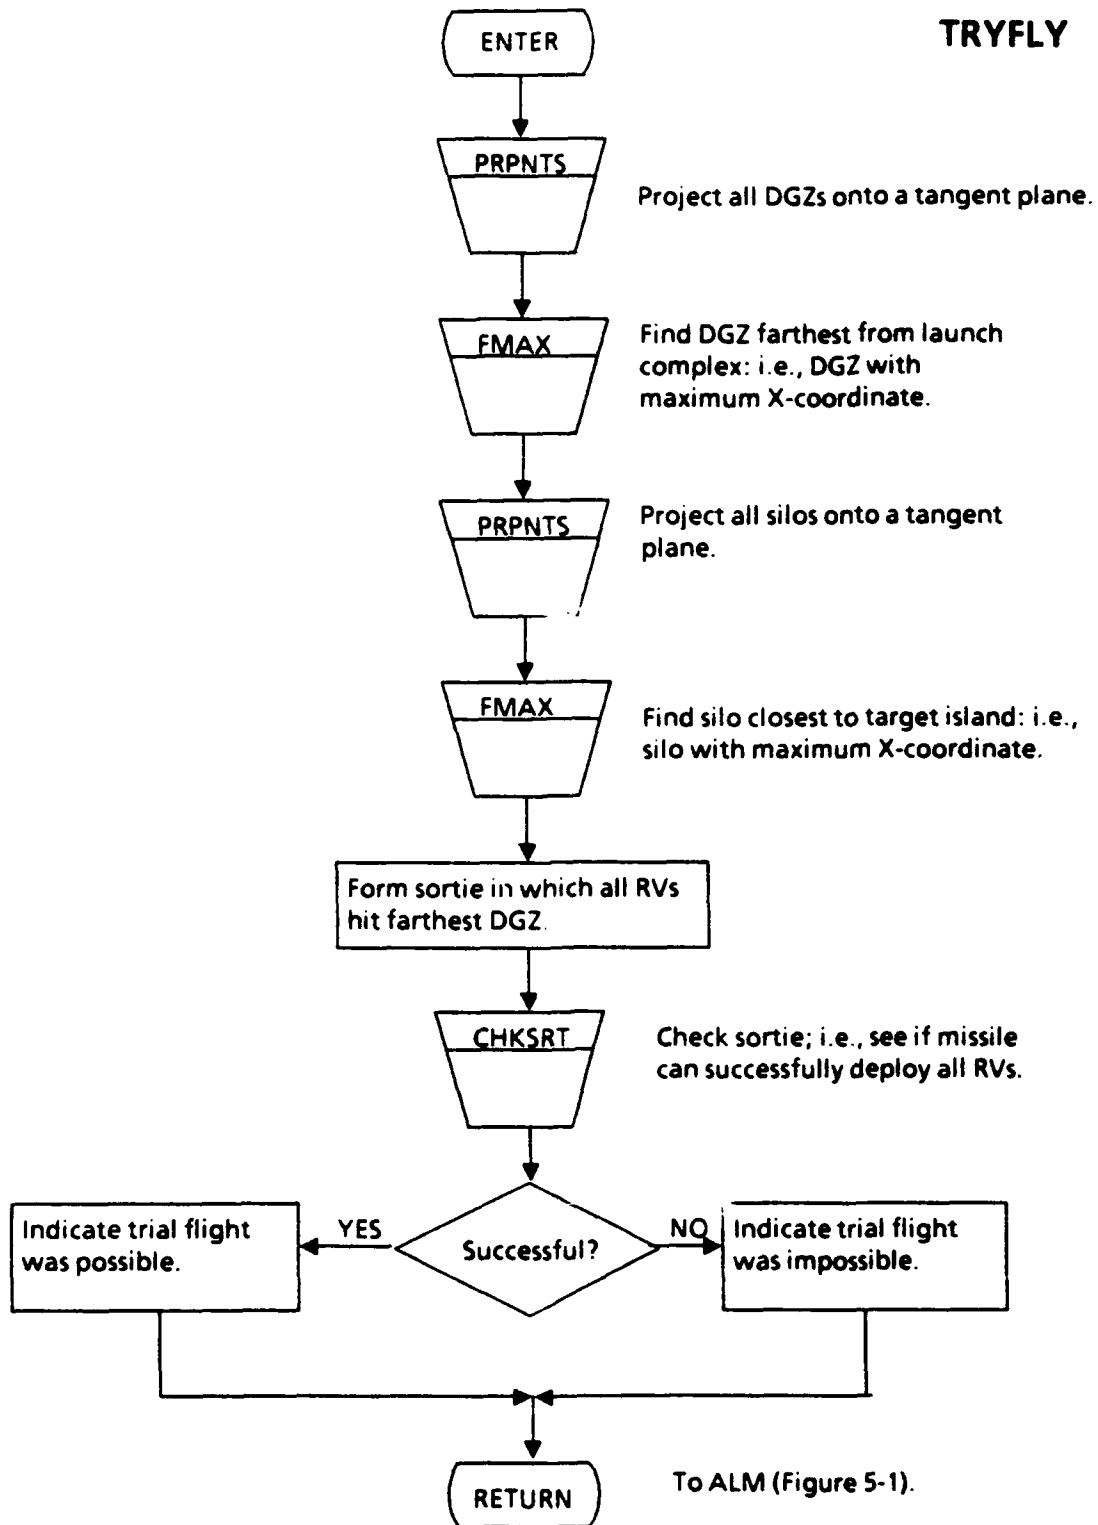 TRYFLY
ENTER
PRPNTS
Project all DGZs onto a tangent plane.
FMAX
Find DGZ farthest from launch
complex: i.e., DGZ with
maximum X-coordinate.
PRPNTS
Project all silos onto a tangent
plane.
FMAX
Find silo closest to target island: i.e.,
silo with maximum X-coordinate.
Form sortie in which all RVs
hit farthest DGZ.
CHKSRT
Check sortie; i.e., see if missile
can successfully deploy all RVs.
Indicate trial flight
was possible.
YES
Successful?
NO
Indicate trial flight
was impossible.
RETURN
To ALM (Figure 5-1).